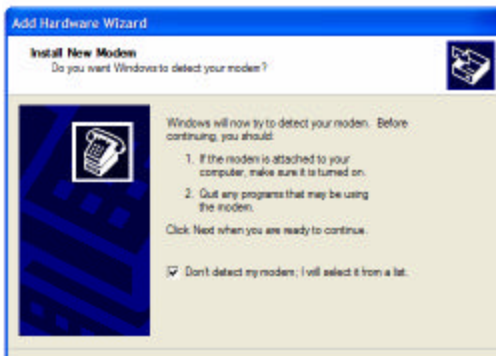 Add Hardware Wizard
Install New Modem
Do you want Windows to detect your modem?
Windows will now try to detect your modem. Before
continuing, you should:
1. If the modem is attached to your
computer, make sure it is turned on.
2. Quit any programs that may be using
the modem.
Click Next when you are ready to continue.
Don't detect my modem; I will select it from a list.